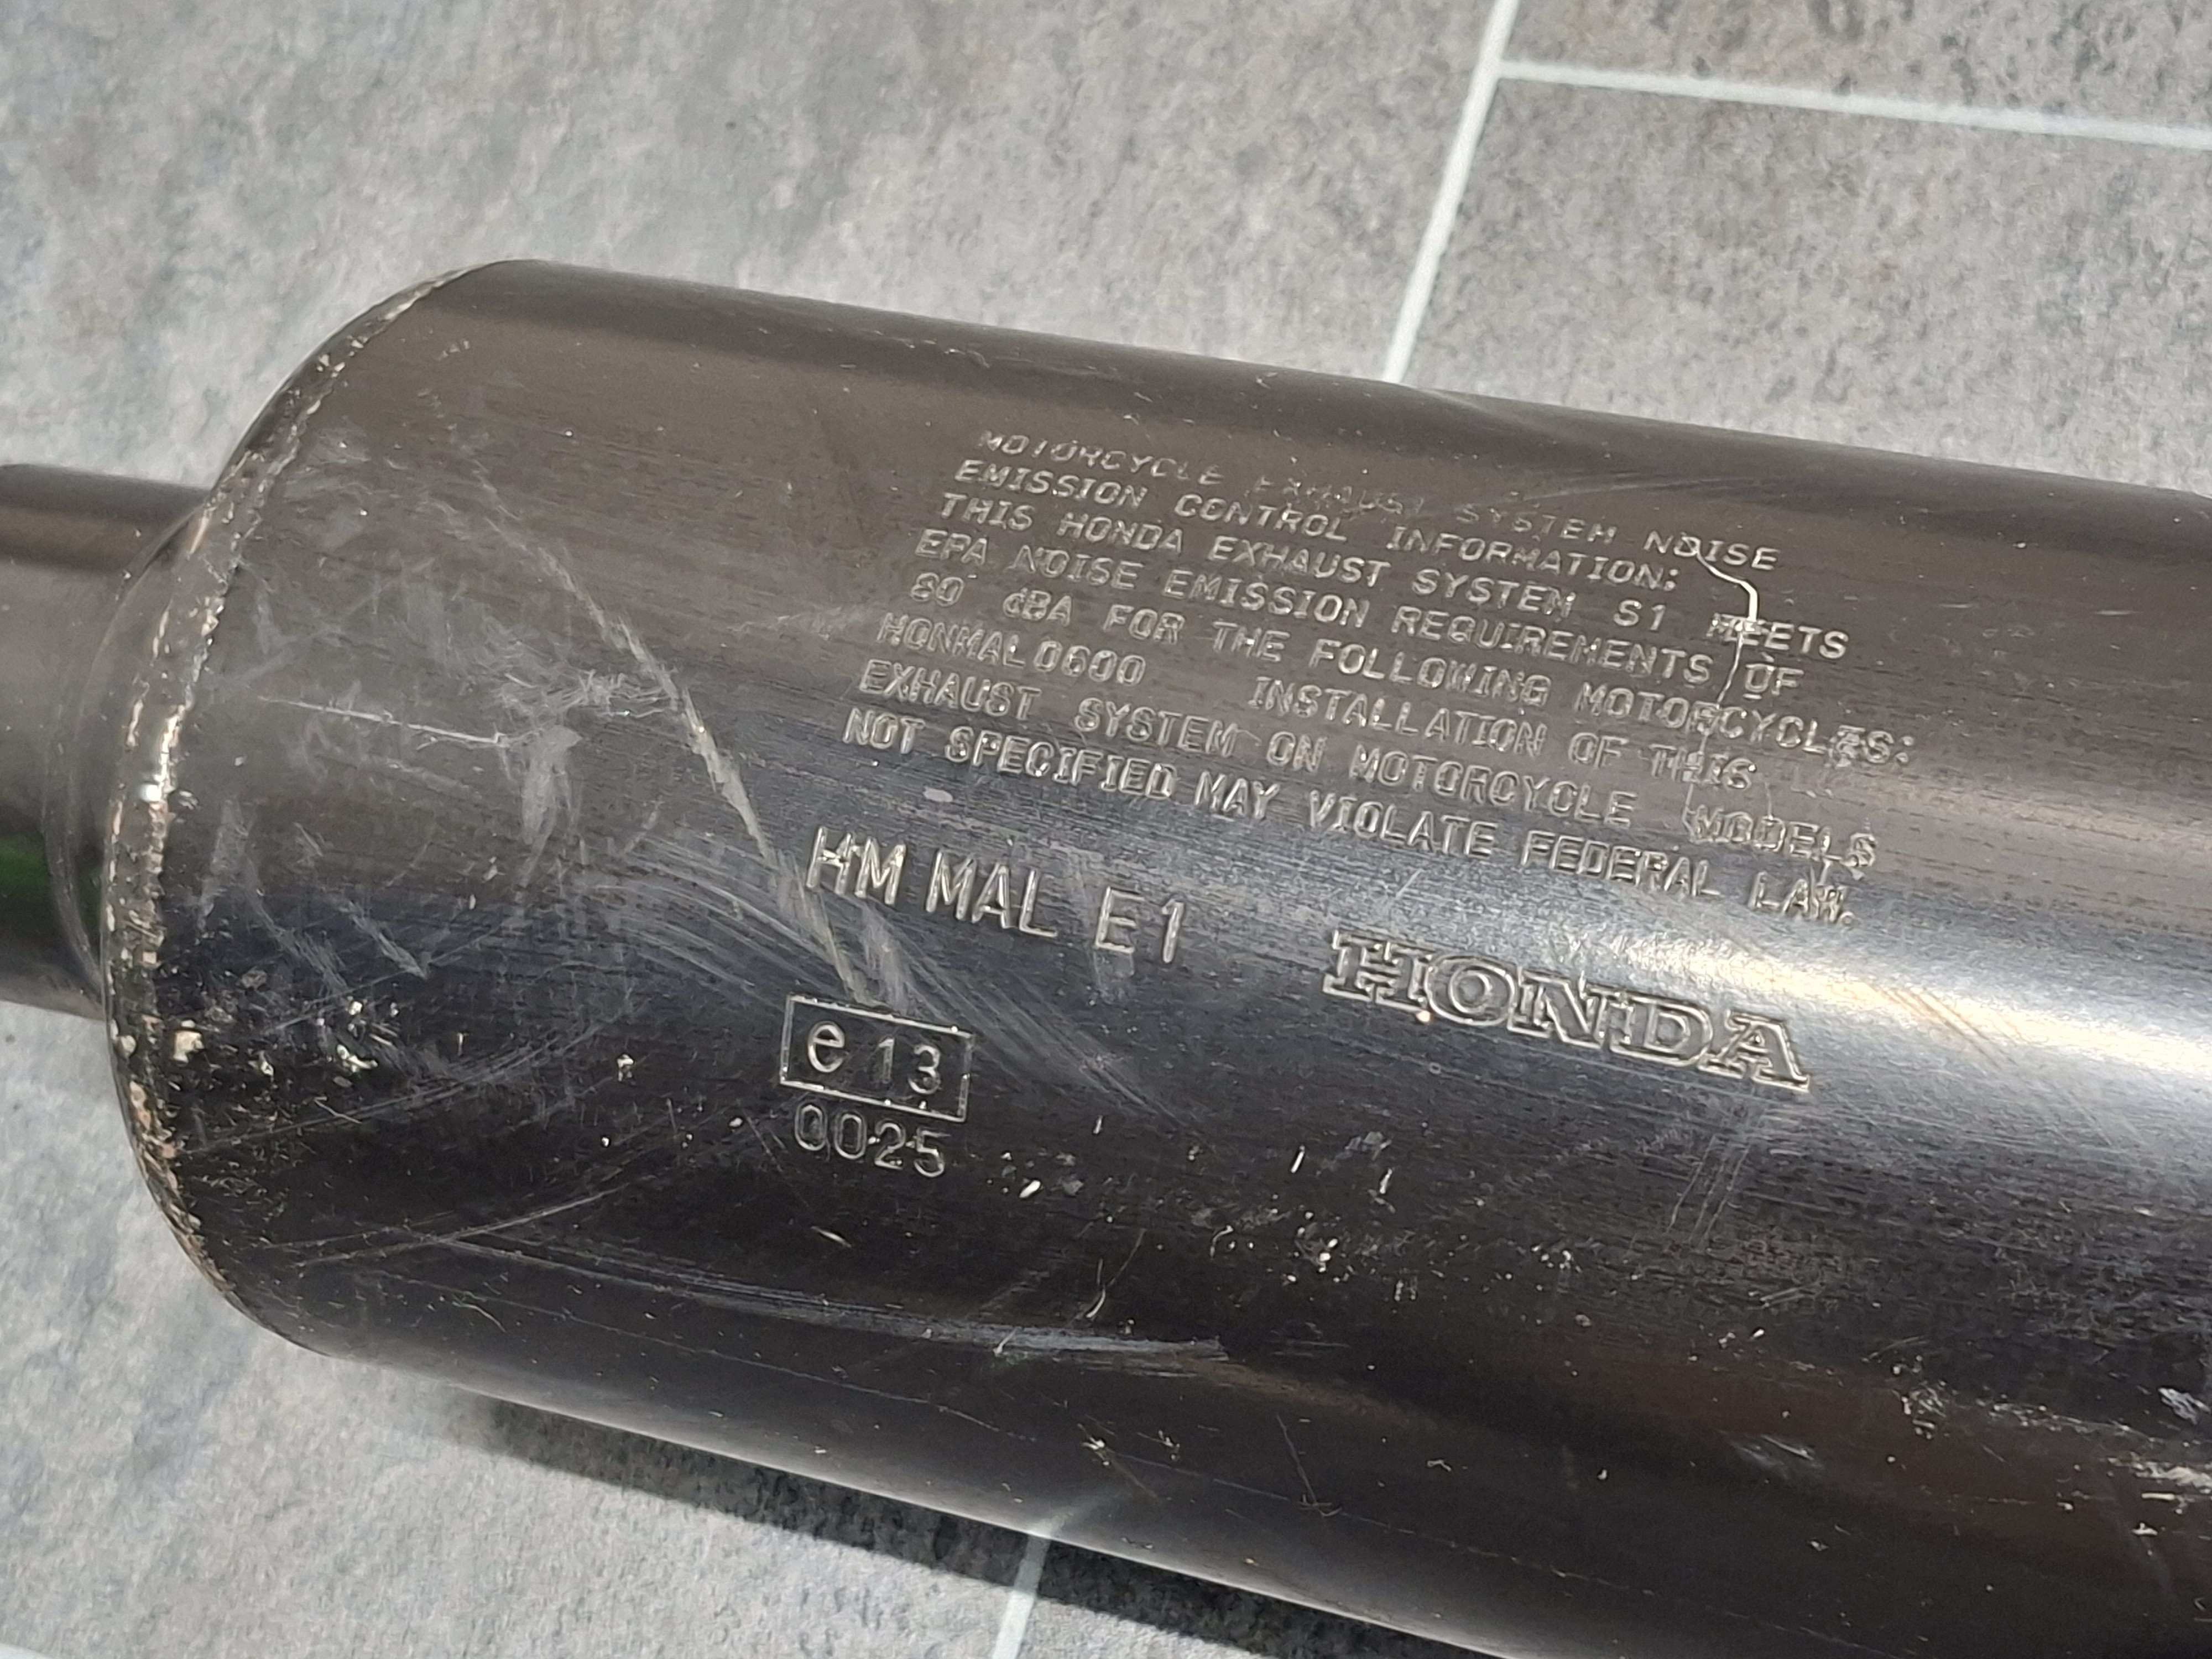 MOTORCYCLE EXHAUST SYSTEM NOISE
EMISSION CONTROL INFORMATION:
THIS HONDA EXHAUST SYSTEM S1 MEETS
EPA NOISE EMISSION REQUIREMENTS OF
80 dBA FOR THE FOLLOWING MOTORCYCLES:
HONMAL0600 INSTALLATION OF THIS
EXHAUST SYSTEM ON MOTORCYCLE MODELS
NOT SPECIFIED MAY VIOLATE FEDERAL LAW.
HM MAL E1
HONDA
e13
0025